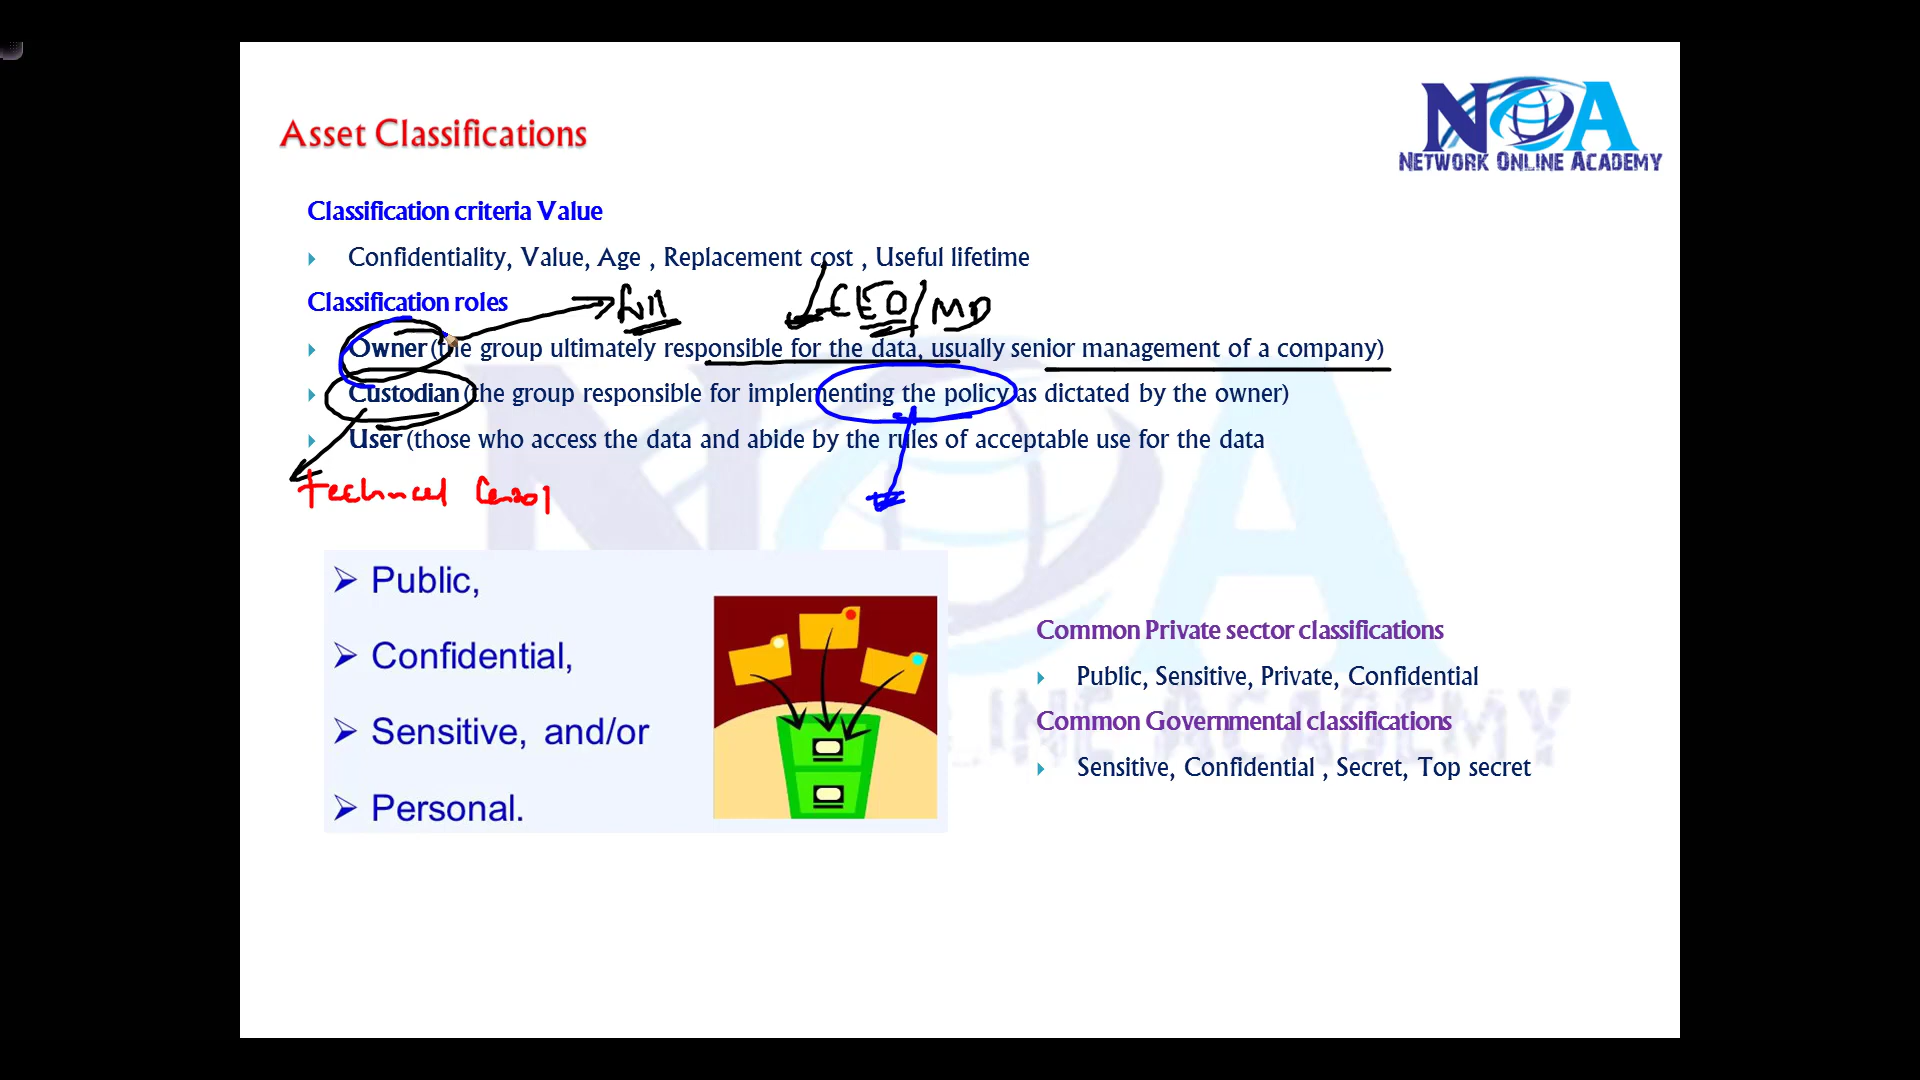 NOA
NETWORK ONLINE ACADEMY
Asset Classifications
Classification criteria Value
Confidentiality, Value, Age , Replacement cost , Useful lifetime
Classification roles
full CEO/MD
Owner (the group ultimately responsible for the data, usually senior management of a company)
Custodian (the group responsible for implementing the policy as dictated by the owner)
User (those who access the data and abide by the rules of acceptable use for the data
Technical
Public,
Confidential,
Sensitive, and/or
Personal.
Common Private sector classifications
Public, Sensitive, Private, Confidential
Common Governmental classifications
Sensitive, Confidential , Secret, Top secret